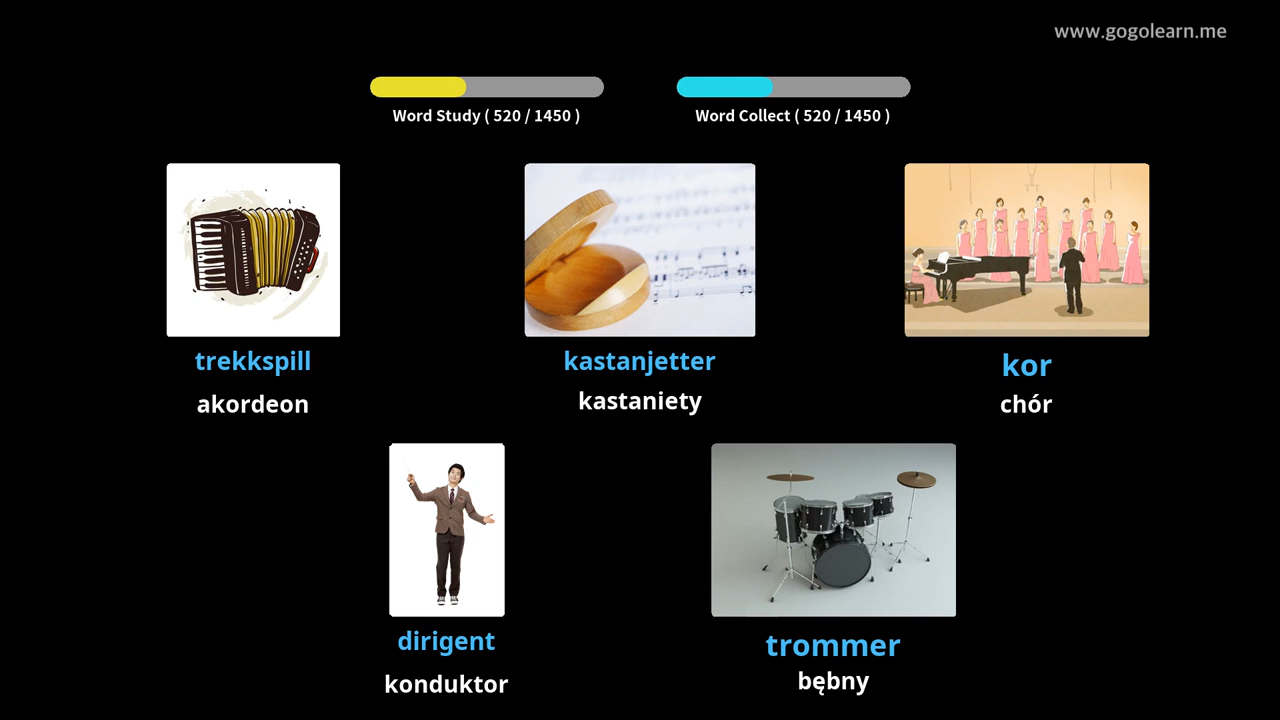 www.gogolearn.me
Word Study ( 520 / 1450 )
Word Collect ( 520 / 1450 )
trekkspill
akordeon
kastanjetter
kastaniety
kor
chór
dirigent
konduktor
trommer
bębny